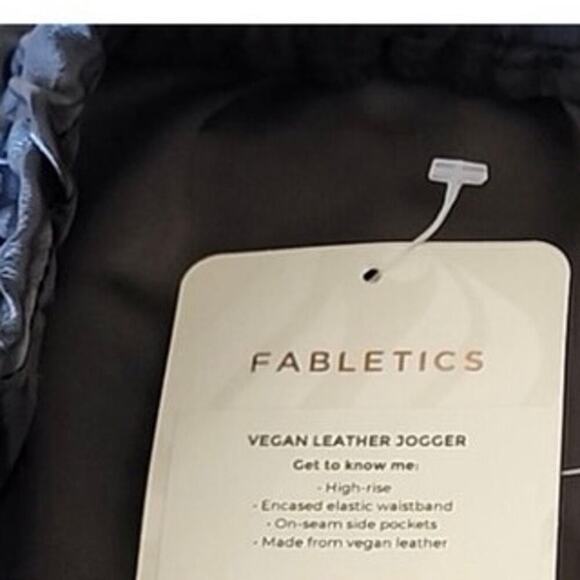 FABLETICS
VEGAN LEATHER JOGGER
Get to know me:
- High-rise
- Encased elastic waistband
- On-seam side pockets
- Made from vegan leather